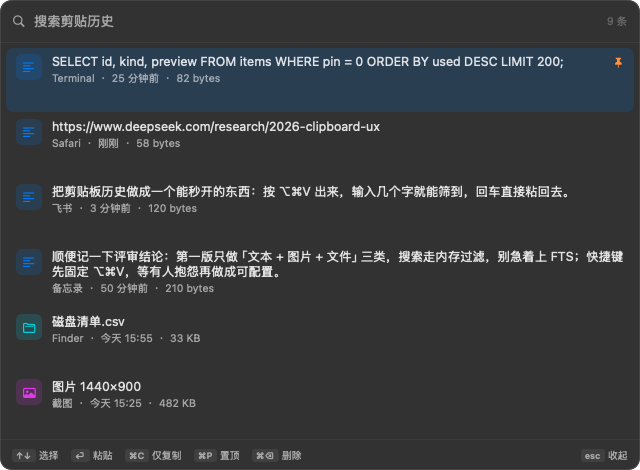 搜索剪贴历史
9 条
SELECT id, kind, preview FROM items WHERE pin = 0 ORDER BY used DESC LIMIT 200;
Terminal · 25 分钟前 · 82 bytes
https://www.deepseek.com/research/2026-clipboard-ux
Safari · 刚刚 · 58 bytes
把剪贴板历史做成一个能秒开的东西：按 ⌥⌘V 出来，输入几个字就能筛到，回车直接粘回去。
飞书 · 3 分钟前 · 120 bytes
顺便记一下评审结论：第一版只做「文本 + 图片 + 文件」三类，搜索走内存过滤，别急着上 FTS；快捷键
先固定 ⌥⌘V，等有人抱怨再做成可配置。
备忘录 · 50 分钟前 · 210 bytes
磁盘清单.csv
Finder · 今天 15:55 · 33 KB
图片 1440×900
截图 · 今天 15:25 · 482 KB
↑↓ 选择 ⏎ 粘贴 ⌘C 仅复制 ⌘P 置顶 ⌘⌫ 删除 esc 收起